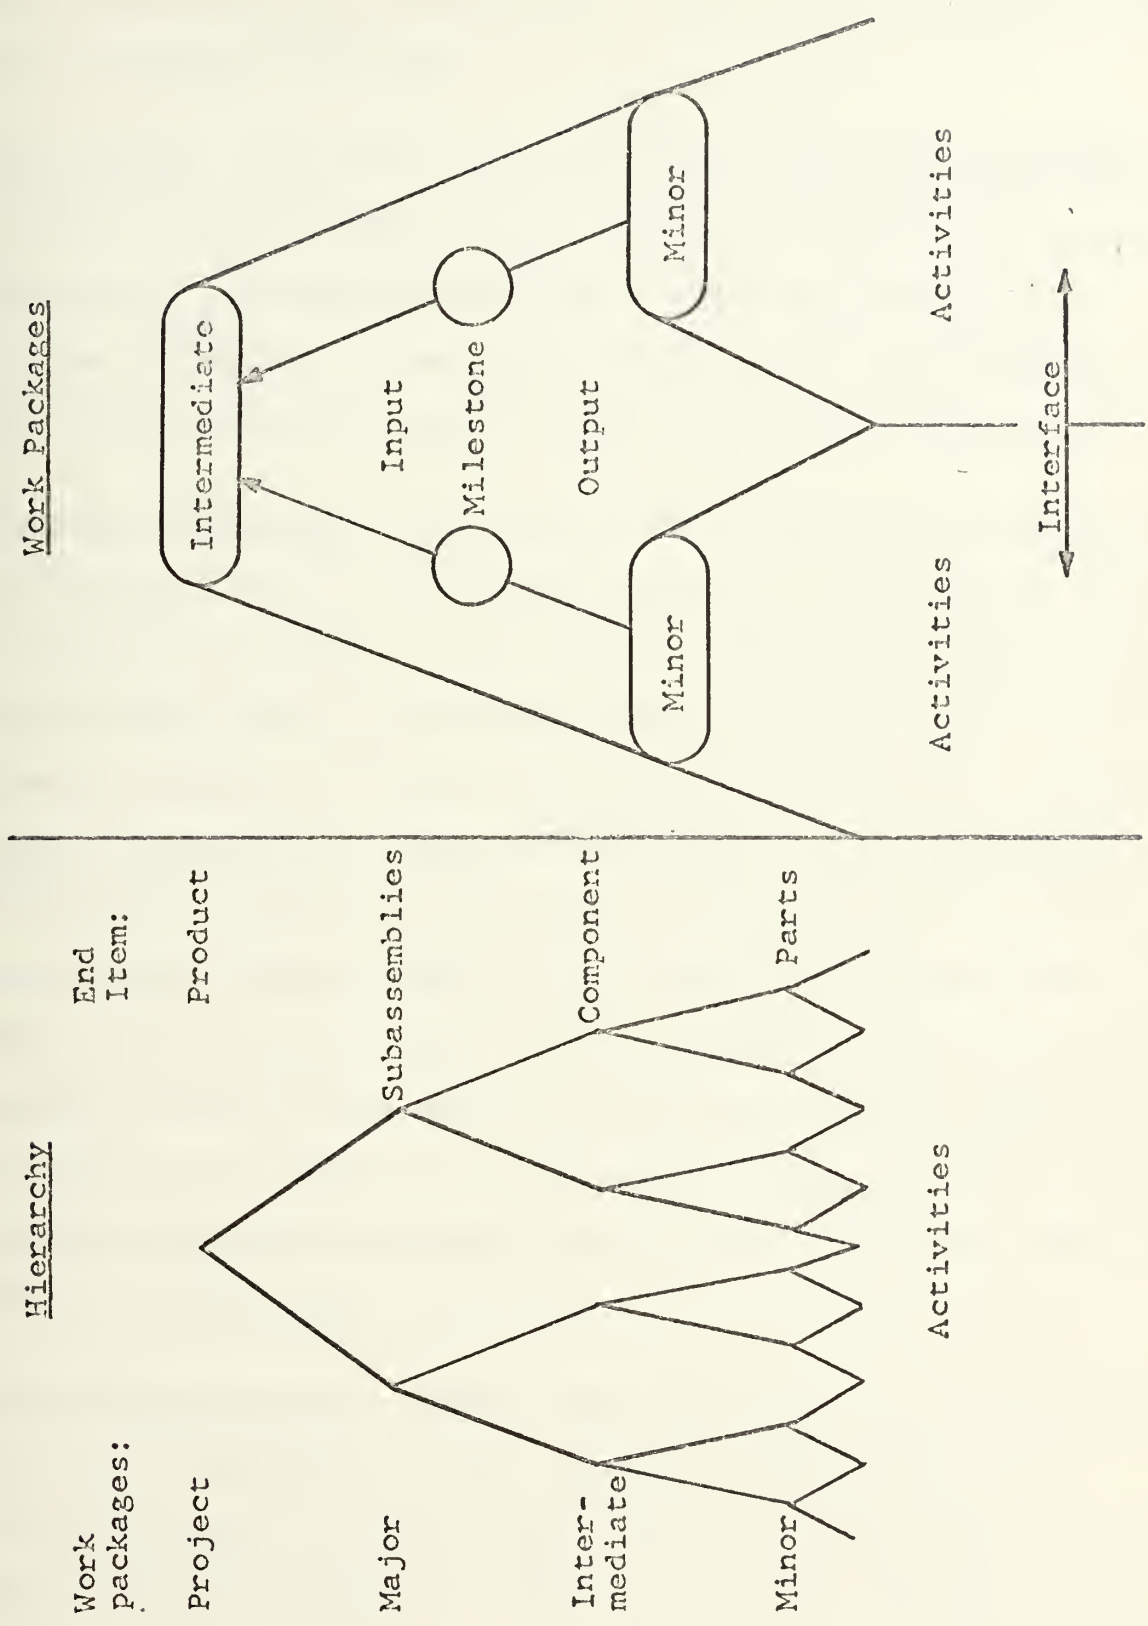 Hierarchy
Work
packages:
End
Item:
Project
Product
Major
Subassemblies
Inter-
mediate
Component
Minor
Parts
Activities
Work Packages
Intermediate
Input
Milestone
Output
Minor
Minor
Activities
Activities
Interface